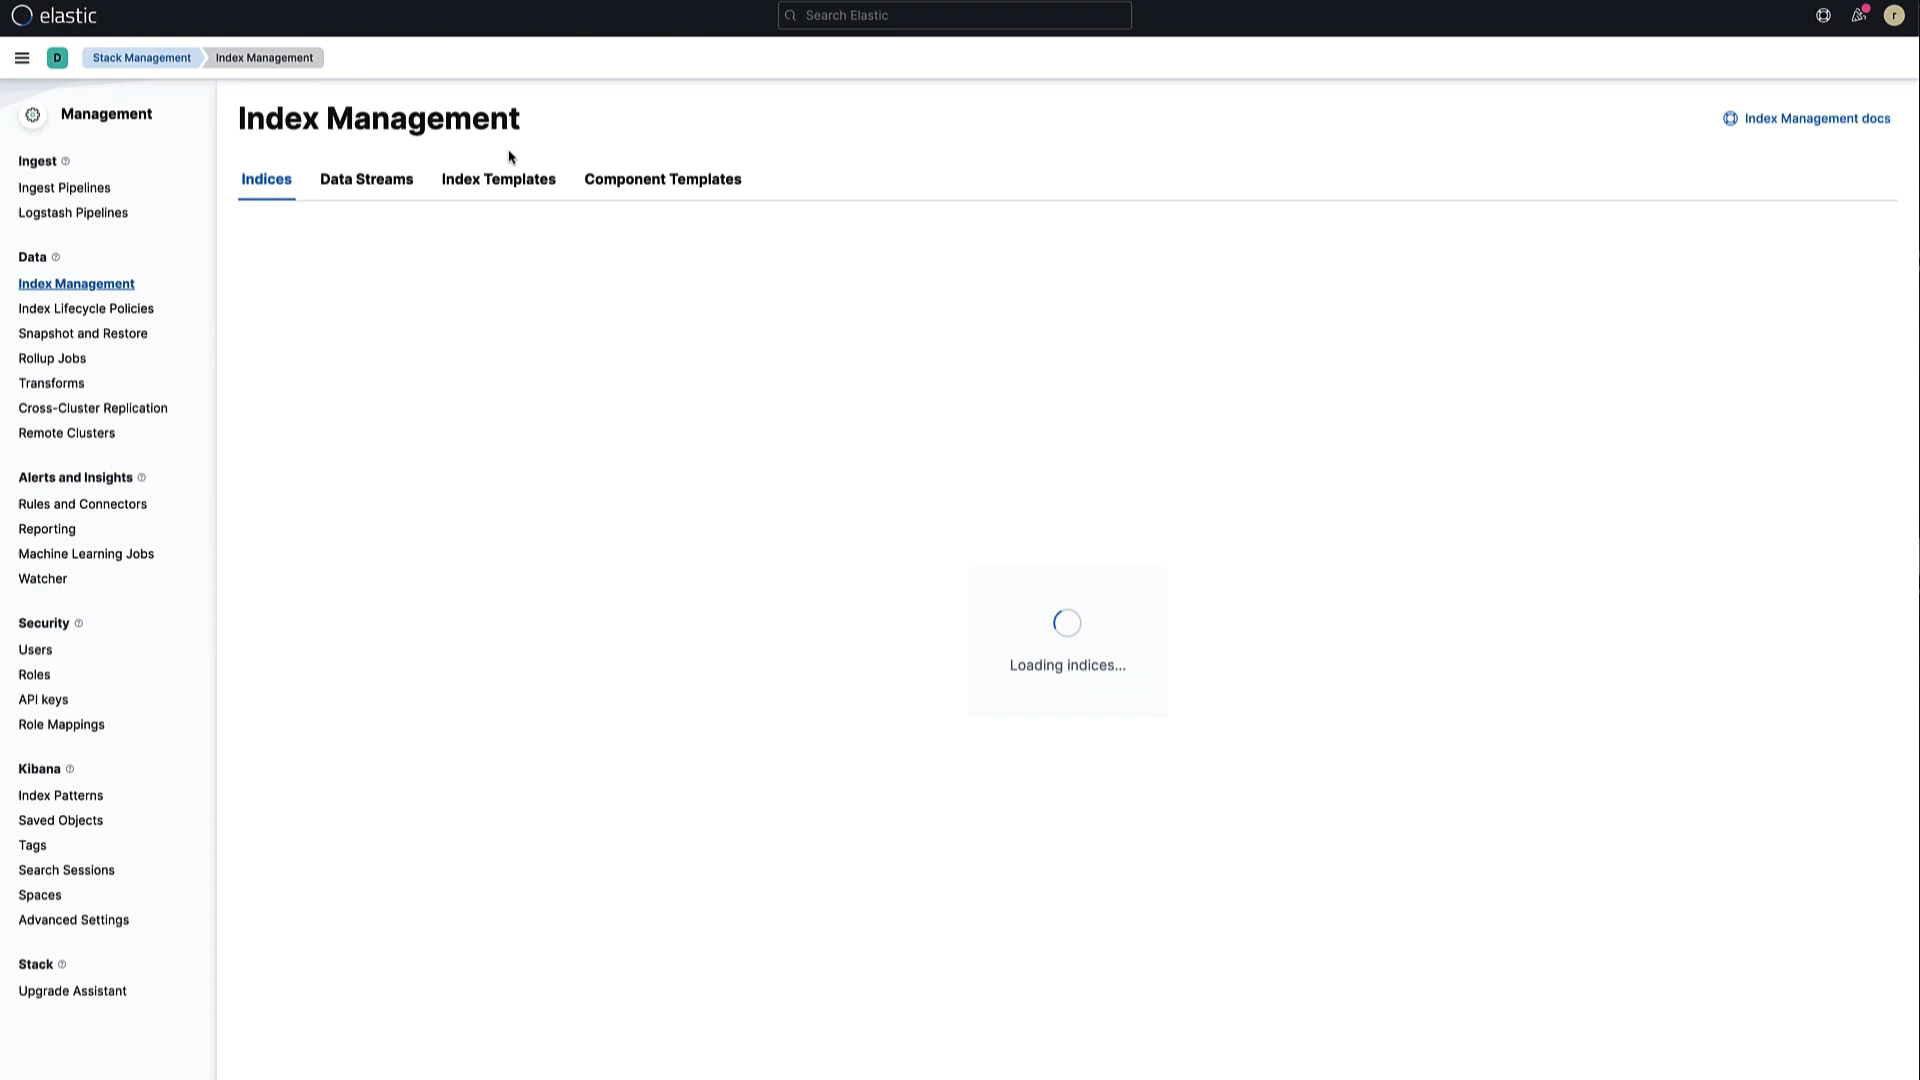 elastic
Search Elastic
r
D
Stack Management
Index Management
Management
Ingest
Ingest Pipelines
Logstash Pipelines
Data
Index Management
Index Lifecycle Policies
Snapshot and Restore
Rollup Jobs
Transforms
Cross-Cluster Replication
Remote Clusters
Alerts and Insights
Rules and Connectors
Reporting
Machine Learning Jobs
Watcher
Security
Users
Roles
API keys
Role Mappings
Kibana
Index Patterns
Saved Objects
Tags
Search Sessions
Spaces
Advanced Settings
Stack
Upgrade Assistant
Index Management
Index Management docs
Indices
Data Streams
Index Templates
Component Templates
Loading indices...